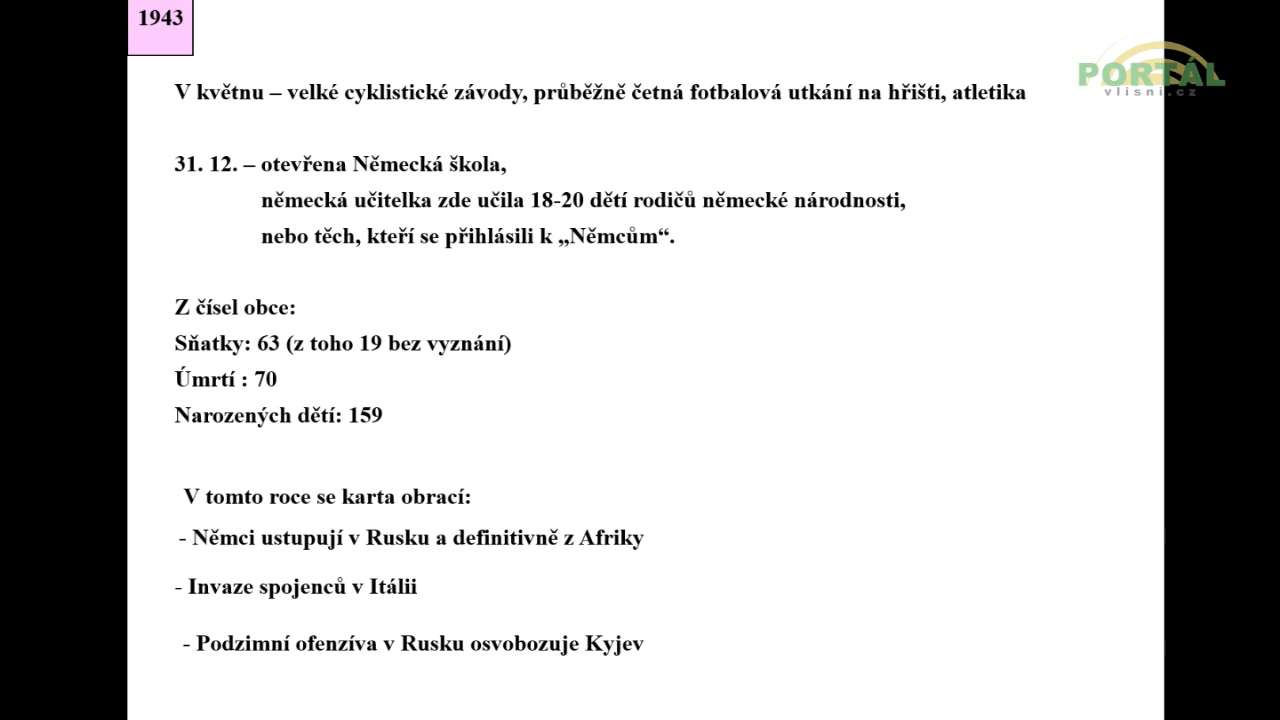 1943
PORTÁL
vlisni.cz
V květnu – velké cyklistické závody, průběžně četná fotbalová utkání na hřišti, atletika
31. 12. – otevřena Německá škola,
německá učitelka zde učila 18-20 dětí rodičů německé národnosti,
nebo těch, kteří se přihlásili k „Němcům“.
Z čísel obce:
Sňatky: 63 (z toho 19 bez vyznání)
Úmrtí : 70
Narozených dětí: 159
V tomto roce se karta obrací:
- Němci ustupují v Rusku a definitivně z Afriky
- Invaze spojenců v Itálii
- Podzimní ofenzíva v Rusku osvobozuje Kyjev